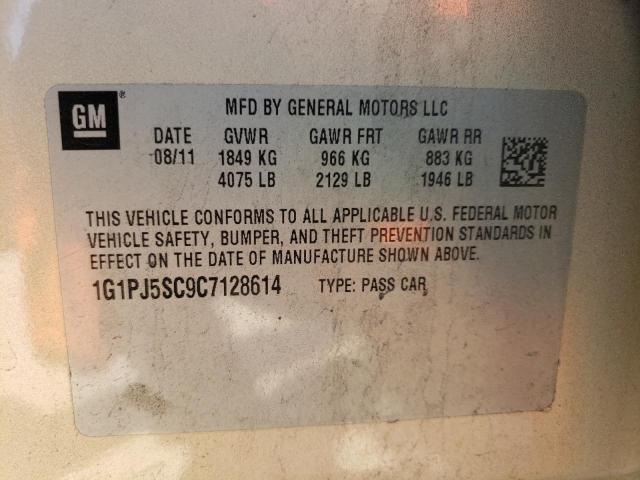 GM
®
MFD BY GENERAL MOTORS LLC
DATE GVWR GAWR FRT GAWR RR
08/11 1849 KG 966 KG 883 KG
4075 LB 2129 LB 1946 LB
THIS VEHICLE CONFORMS TO ALL APPLICABLE U.S. FEDERAL MOTOR
VEHICLE SAFETY, BUMPER, AND THEFT PREVENTION STANDARDS IN
EFFECT ON THE DATE OF MANUFACTURE SHOWN ABOVE.
1G1PJ5SC9C7128614 TYPE: PASS CAR